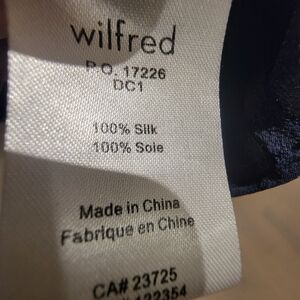 wilfred
P.O. 17226
DC1
100% Silk
100% Soie
Made in China
Fabrique en Chine
CA# 23725